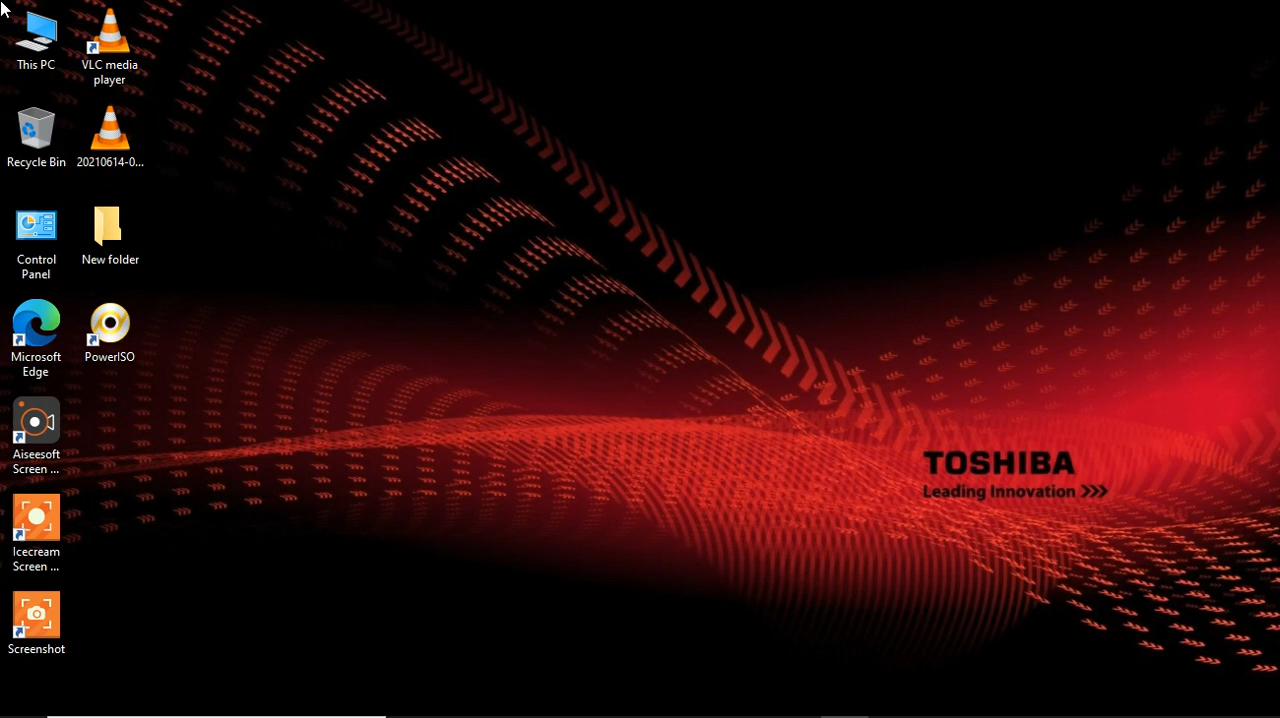 This PC
VLC media
player
Recycle Bin
20210614-0...
Control
Panel
New folder
Microsoft
Edge
PowerISO
Aiseesoft
Screen ...
Icecream
Screen ...
Screenshot
TOSHIBA
Leading Innovation >>>